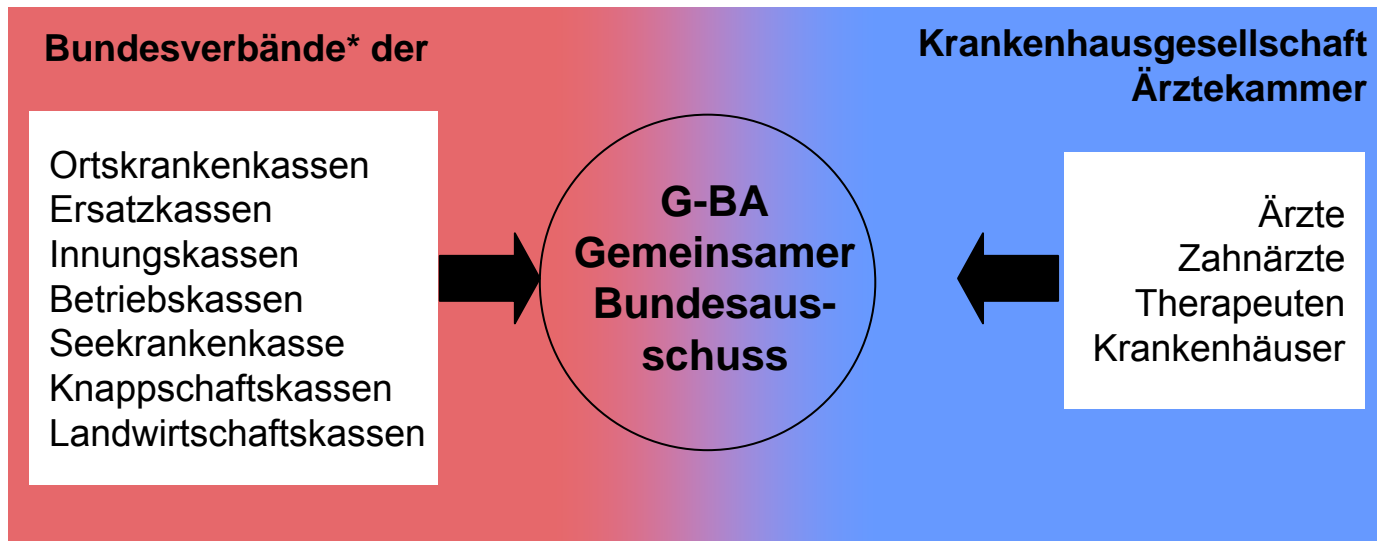 Bundesverbände* der
Ortskrankenkassen
Ersatzkassen
Innungskassen
Betriebskassen
Seekrankenkasse
Knappschaftskassen
Landwirtschaftskassen
G-BA
Gemeinsamer
Bundesaus-
schuss
Krankenhausgesellschaft
Ärztekammer
Ärzte
Zahnärzte
Therapeuten
Krankenhäuser